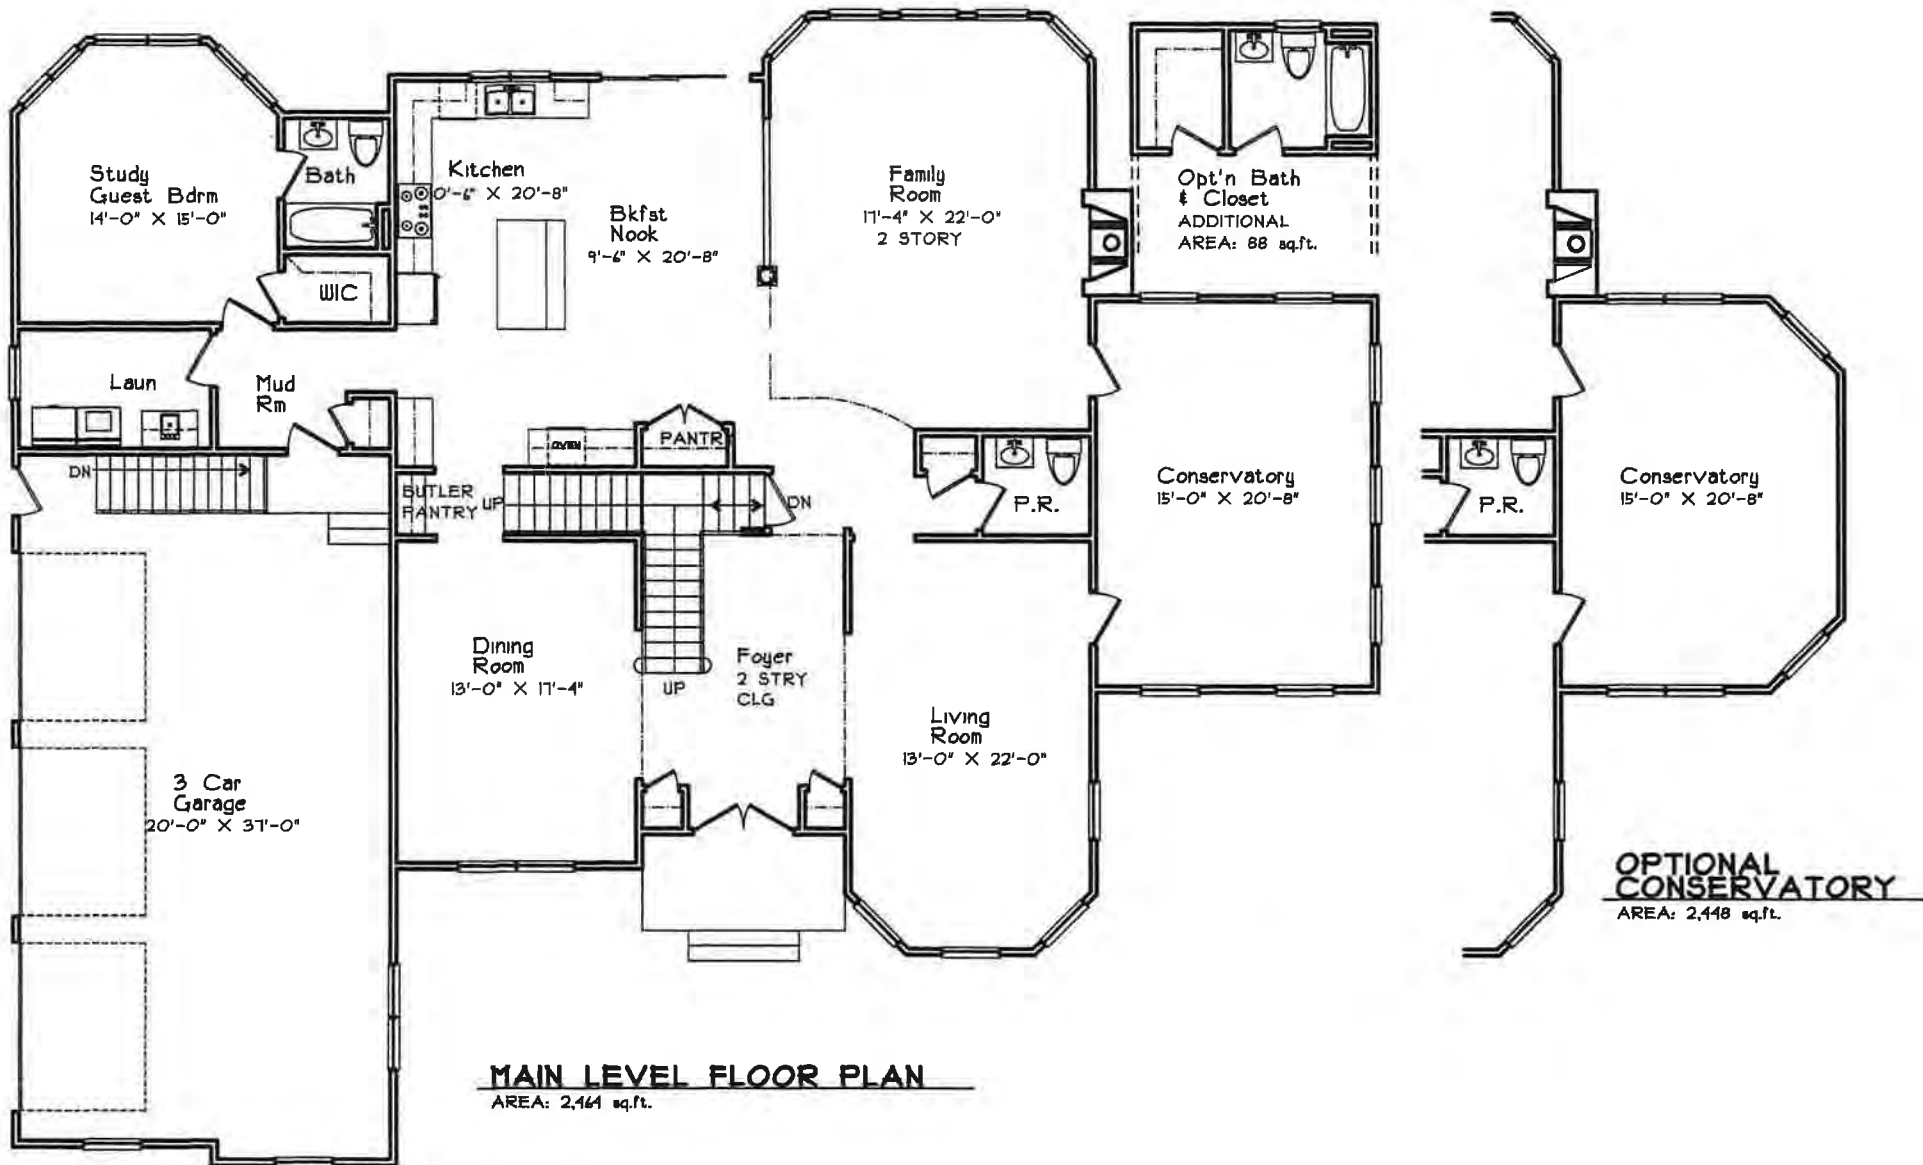 Study
Guest Bdrm
14'-0" X 15'-0"
Bath
WIC
Kitchen
0'-6" X 20'-8"
Bkfst
Nook
9'-6" X 20'-8"
Family
Room
17'-4" X 22'-0"
2 STORY
Opt'n Bath
& Closet
ADDITIONAL
AREA: 88 sq.ft.
Laun
Mud
Rm
OVEN
PANTR
DN
BUTLER
PANTRY
UP
DN
P.R.
Conservatory
15'-0" X 20'-8"
P.R.
Conservatory
15'-0" X 20'-8"
Dining
Room
13'-0" X 17'-4"
UP
Foyer
2 STRY
CLG
Living
Room
13'-0" X 22'-0"
3 Car
Garage
20'-0" X 37'-0"
OPTIONAL
CONSERVATORY
AREA: 2,448 sq.ft.
MAIN LEVEL FLOOR PLAN
AREA: 2,464 sq.ft.